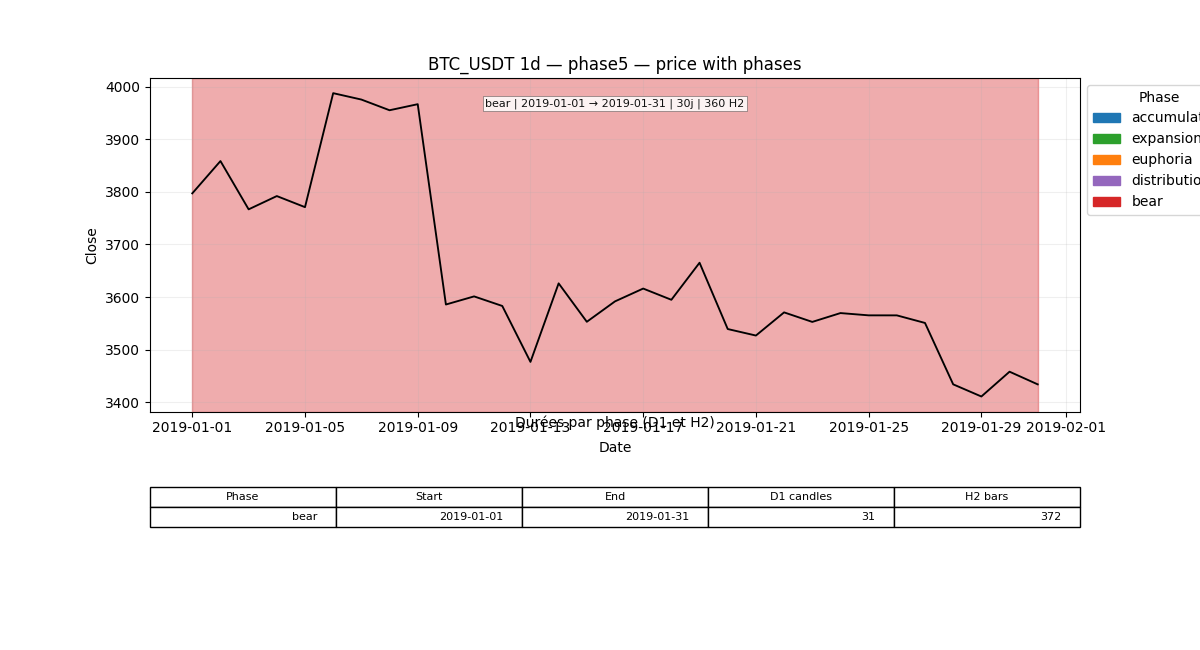 BTC_USDT 1d — phase5 — price with phases
4000
3900
3800
3700
3600
3500
3400
Close
bear | 2019-01-01 → 2019-01-31 | 30j | 360 H2
Phase
accumulat
expansion
euphoria
distributio
bear
Durées par phase (D1 et H2)
2019-01-01 2019-01-05 2019-01-09 2019-01-13 2019-01-17 2019-01-21 2019-01-25 2019-01-29 2019-02-01
Date
Phase Start End D1 candles H2 bars
bear 2019-01-01 2019-01-31 31 372